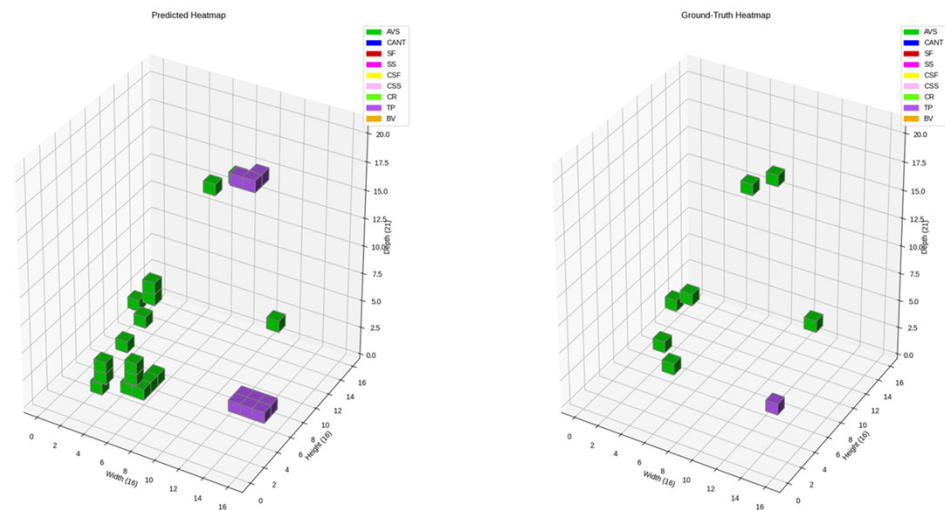 Predicted Heatmap
AVS
CANT
SF
SS
CSF
CSS
CR
TP
BV
20.0
17.5
15.0
12.5
10.0
7.5
5.0
2.5
0.0
Depth (21)
0
2
4
6
8
10
12
14
16
Width (16)
0
2
4
6
8
10
12
14
16
Height (16)
Ground-Truth Heatmap
AVS
CANT
SF
SS
CSF
CSS
CR
TP
BV
20.0
17.5
15.0
12.5
10.0
7.5
5.0
2.5
0.0
Depth (21)
0
2
4
6
8
10
12
14
16
Width (16)
0
2
4
6
8
10
12
14
16
Height (16)